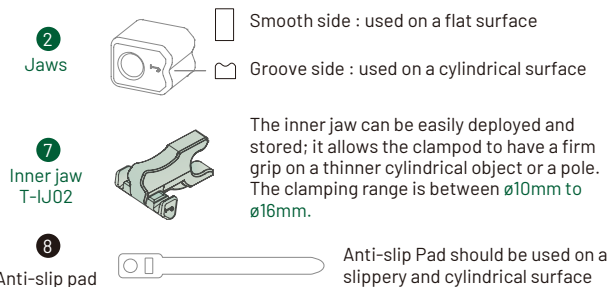 2
Jaws
Smooth side : used on a flat surface
Groove side : used on a cylindrical surface
7
Inner jaw
T-IJ02
The inner jaw can be easily deployed and
stored; it allows the clampod to have a firm
grip on a thinner cylindrical object or a pole.
The clamping range is between ø10mm to
ø16mm.
8
Anti-slip pad
Anti-slip Pad should be used on a
slippery and cylindrical surface